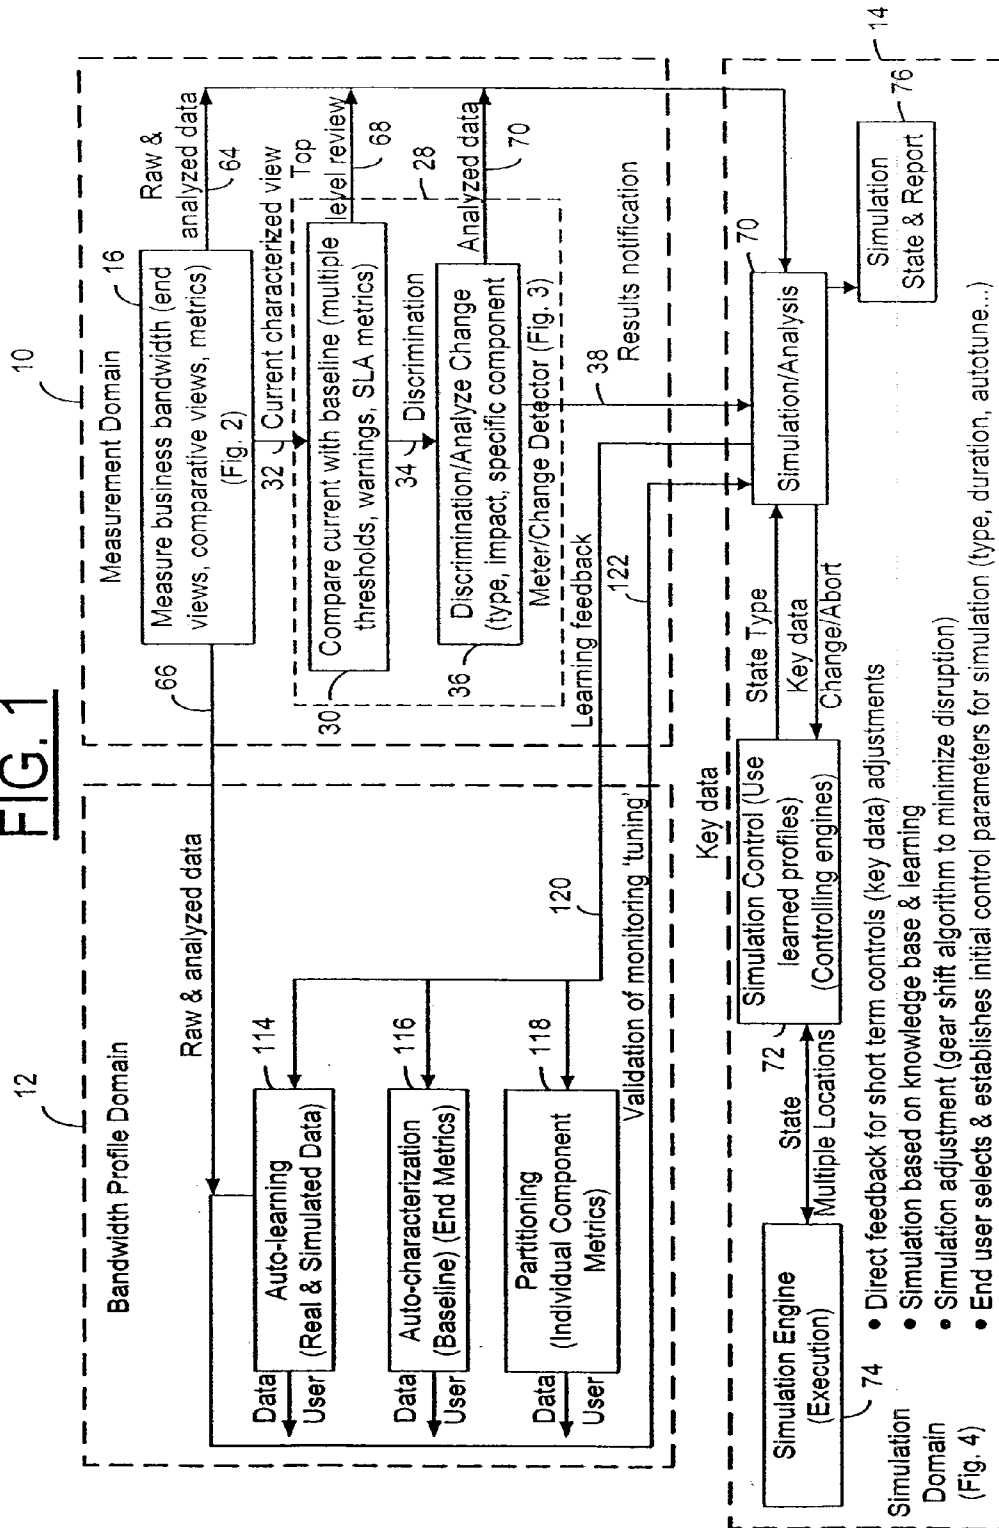 FIG. 1
10
Measurement Domain
16
Measure business bandwidth (end
views, comparative views, metrics)
(Fig. 2)
Raw &
analyzed data
64
66
32
Current characterized view
Top
level review
68
28
30
Compare current with baseline (multiple
thresholds, warnings, SLA metrics)
34
Discrimination
36
Discrimination/Analyze Change
(type, impact, specific component
Meter/Change Detector (Fig. 3)
Analyzed data
70
38
Results notification
Learning feedback
122
12
Bandwidth Profile Domain
Raw & analyzed data
114
Auto-learning
(Real & Simulated Data)
Data
User
116
Auto-characterization
(Baseline) (End Metrics)
Data
User
118
Partitioning
(Individual Component
Metrics)
Data
User
120
Validation of monitoring 'tuning'
Key data
14
70
Simulation/Analysis
76
Simulation
State & Report
State Type
Key data
Change/Abort
72
Simulation Control (Use
learned profiles)
(Controlling engines)
State
Multiple Locations
Simulation Engine
(Execution)
74
Simulation
Domain
(Fig. 4)
• Direct feedback for short term controls (key data) adjustments
• Simulation based on knowledge base & learning
• Simulation adjustment (gear shift algorithm to minimize disruption)
• End user selects & establishes initial control parameters for simulation (type, duration, autotune...)